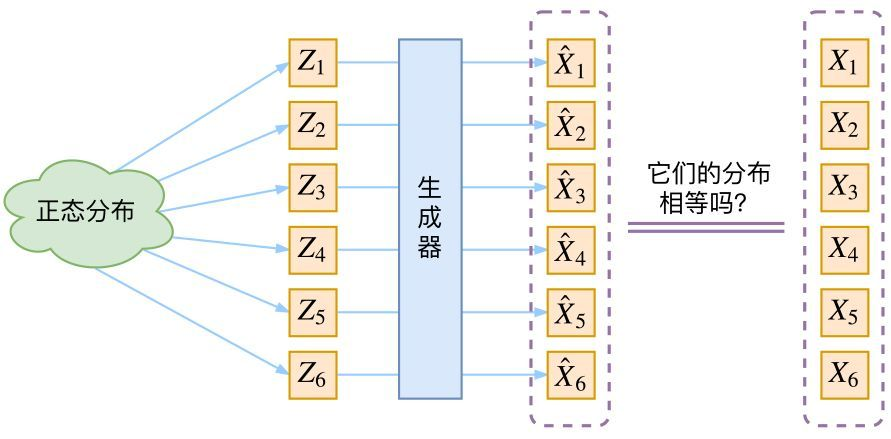 正态分布
Z₁
Z₂
Z₃
Z₄
Z₅
Z₆
生
成
器
X̂₁
X̂₂
X̂₃
X̂₄
X̂₅
X̂₆
它们的分布
相等吗?
X₁
X₂
X₃
X₄
X₅
X₆